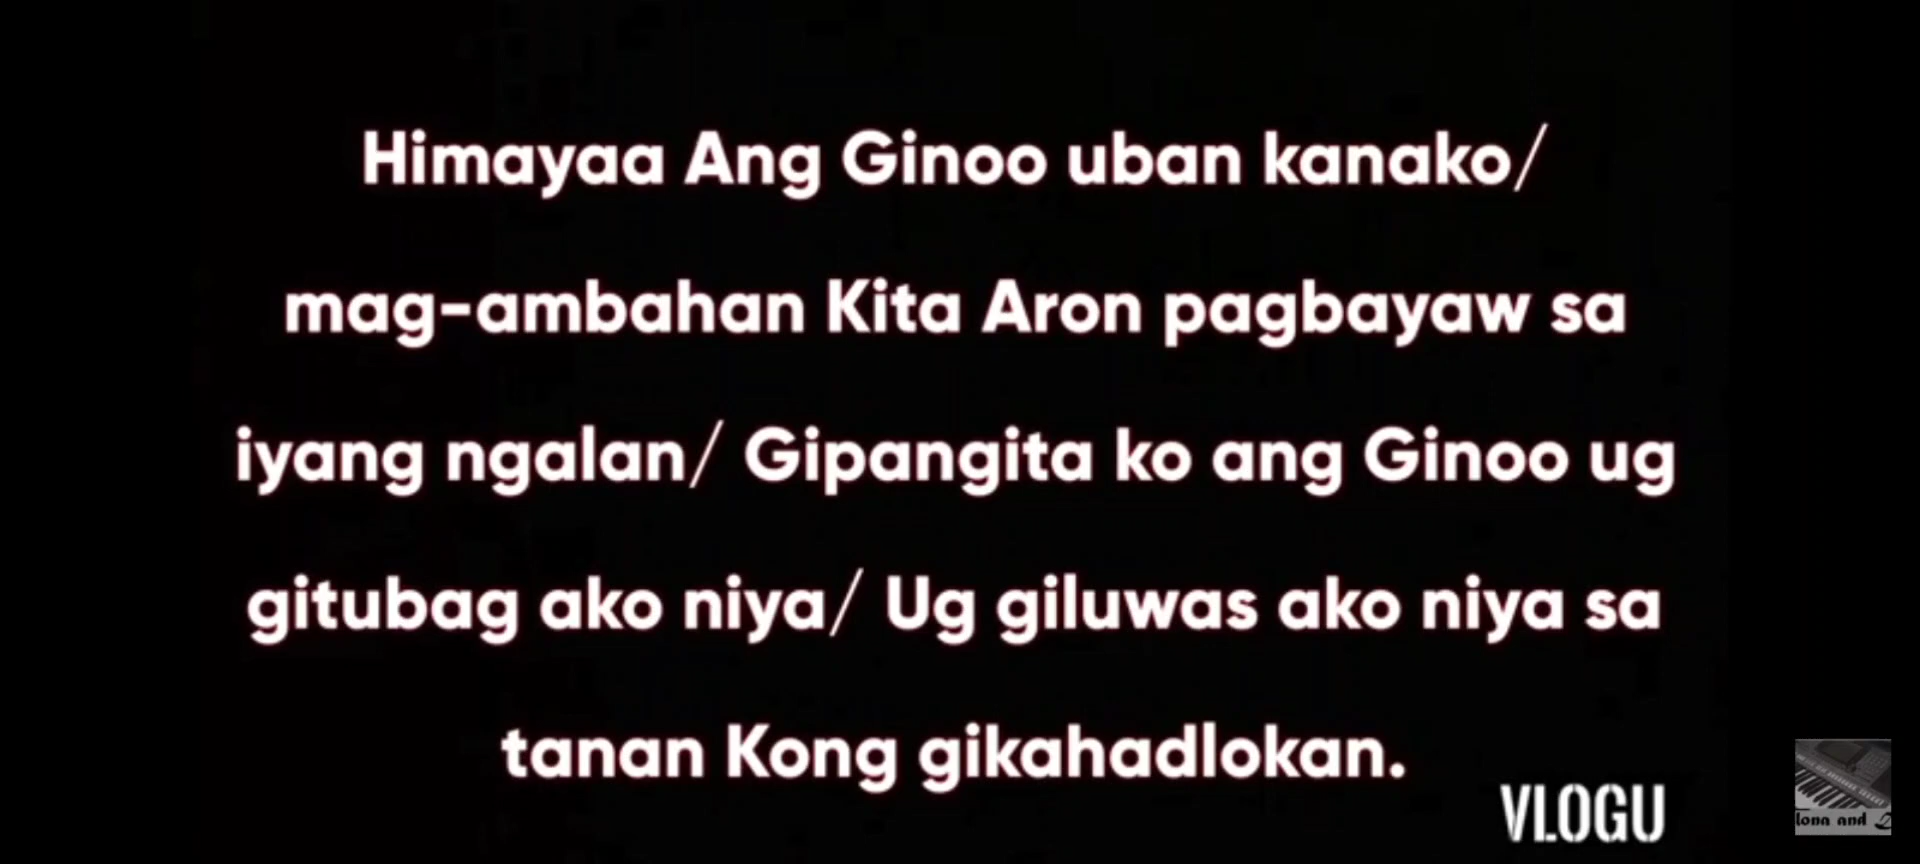 Himayaa Ang Ginoo uban kanako/
mag-ambahan Kita Aron pagbayaw sa
iyang ngalan/ Gipangita ko ang Ginoo ug
gitubag ako niya/ Ug giluwas ako niya sa
tanan Kong gikahadlokan.
VLOGU
and